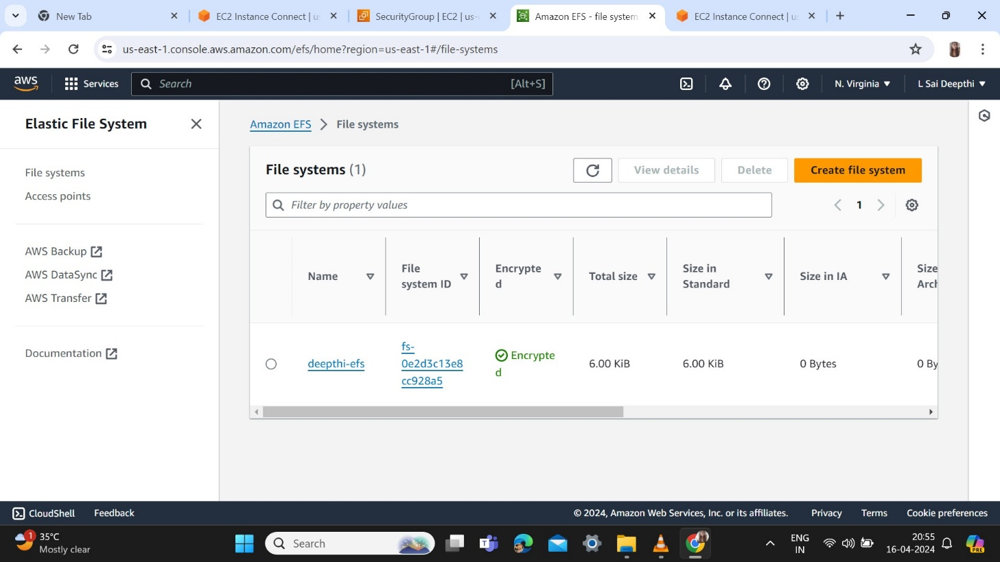 New Tab
EC2 Instance Connect | us
SecurityGroup | EC2 | us-
Amazon EFS - file system
EC2 Instance Connect | us
us-east-1.console.aws.amazon.com/efs/home?region=us-east-1#/file-systems
aws
Services
Search
[Alt+S]
N. Virginia
L Sai Deepthi
Elastic File System
File systems
Access points
AWS Backup
AWS DataSync
AWS Transfer
Documentation
Amazon EFS
File systems
File systems (1)
View details
Delete
Create file system
Filter by property values
1
Name
File
system ID
Encrypte
d
Total size
Size in
Standard
Size in IA
Size
Arch
deepthi-efs
fs-
0e2d3c13e8
cc928a5
Encrypte
d
6.00 KiB
6.00 KiB
0 Bytes
0 By
CloudShell
Feedback
© 2024, Amazon Web Services, Inc. or its affiliates.
Privacy
Terms
Cookie preferences
1
35°C
Mostly clear
Search
ENG
IN
20:55
16-04-2024
PRE